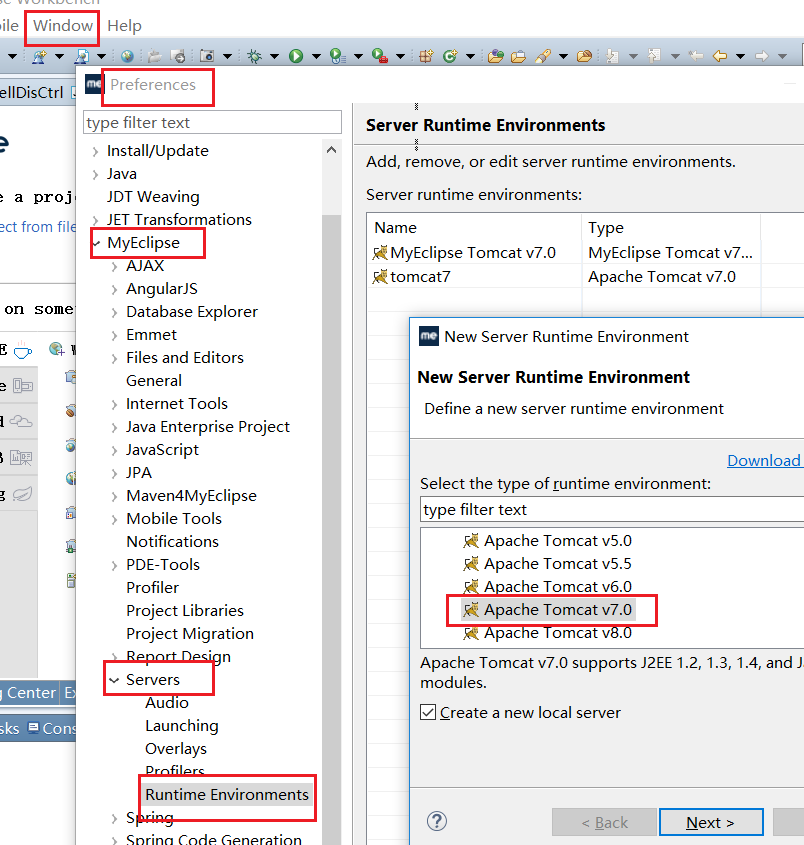 Window Help
Preferences
type filter text
Install/Update
Java
JDT Weaving
JET Transformations
MyEclipse
AJAX
AngularJS
Database Explorer
Emmet
Files and Editors
General
Internet Tools
Java Enterprise Project
JavaScript
JPA
Maven4MyEclipse
Mobile Tools
Notifications
PDE-Tools
Profiler
Project Libraries
Project Migration
Report Design
Servers
Audio
Launching
Overlays
Profilers
Runtime Environments
Spring
Spring Code Generation
Server Runtime Environments
Add, remove, or edit server runtime environments.
Server runtime environments:
Name Type
MyEclipse Tomcat v7.0 MyEclipse Tomcat v7...
tomcat7 Apache Tomcat v7.0
me New Server Runtime Environment
New Server Runtime Environment
Define a new server runtime environment
Download
Select the type of runtime environment:
type filter text
Apache Tomcat v5.0
Apache Tomcat v5.5
Apache Tomcat v6.0
Apache Tomcat v7.0
Apache Tomcat v8.0
Apache Tomcat v7.0 supports J2EE 1.2, 1.3, 1.4, and J
modules.
Create a new local server
< Back Next >
ellDisCtrl
e a proj
ect from file
on some
g Center Ex
sks Cons